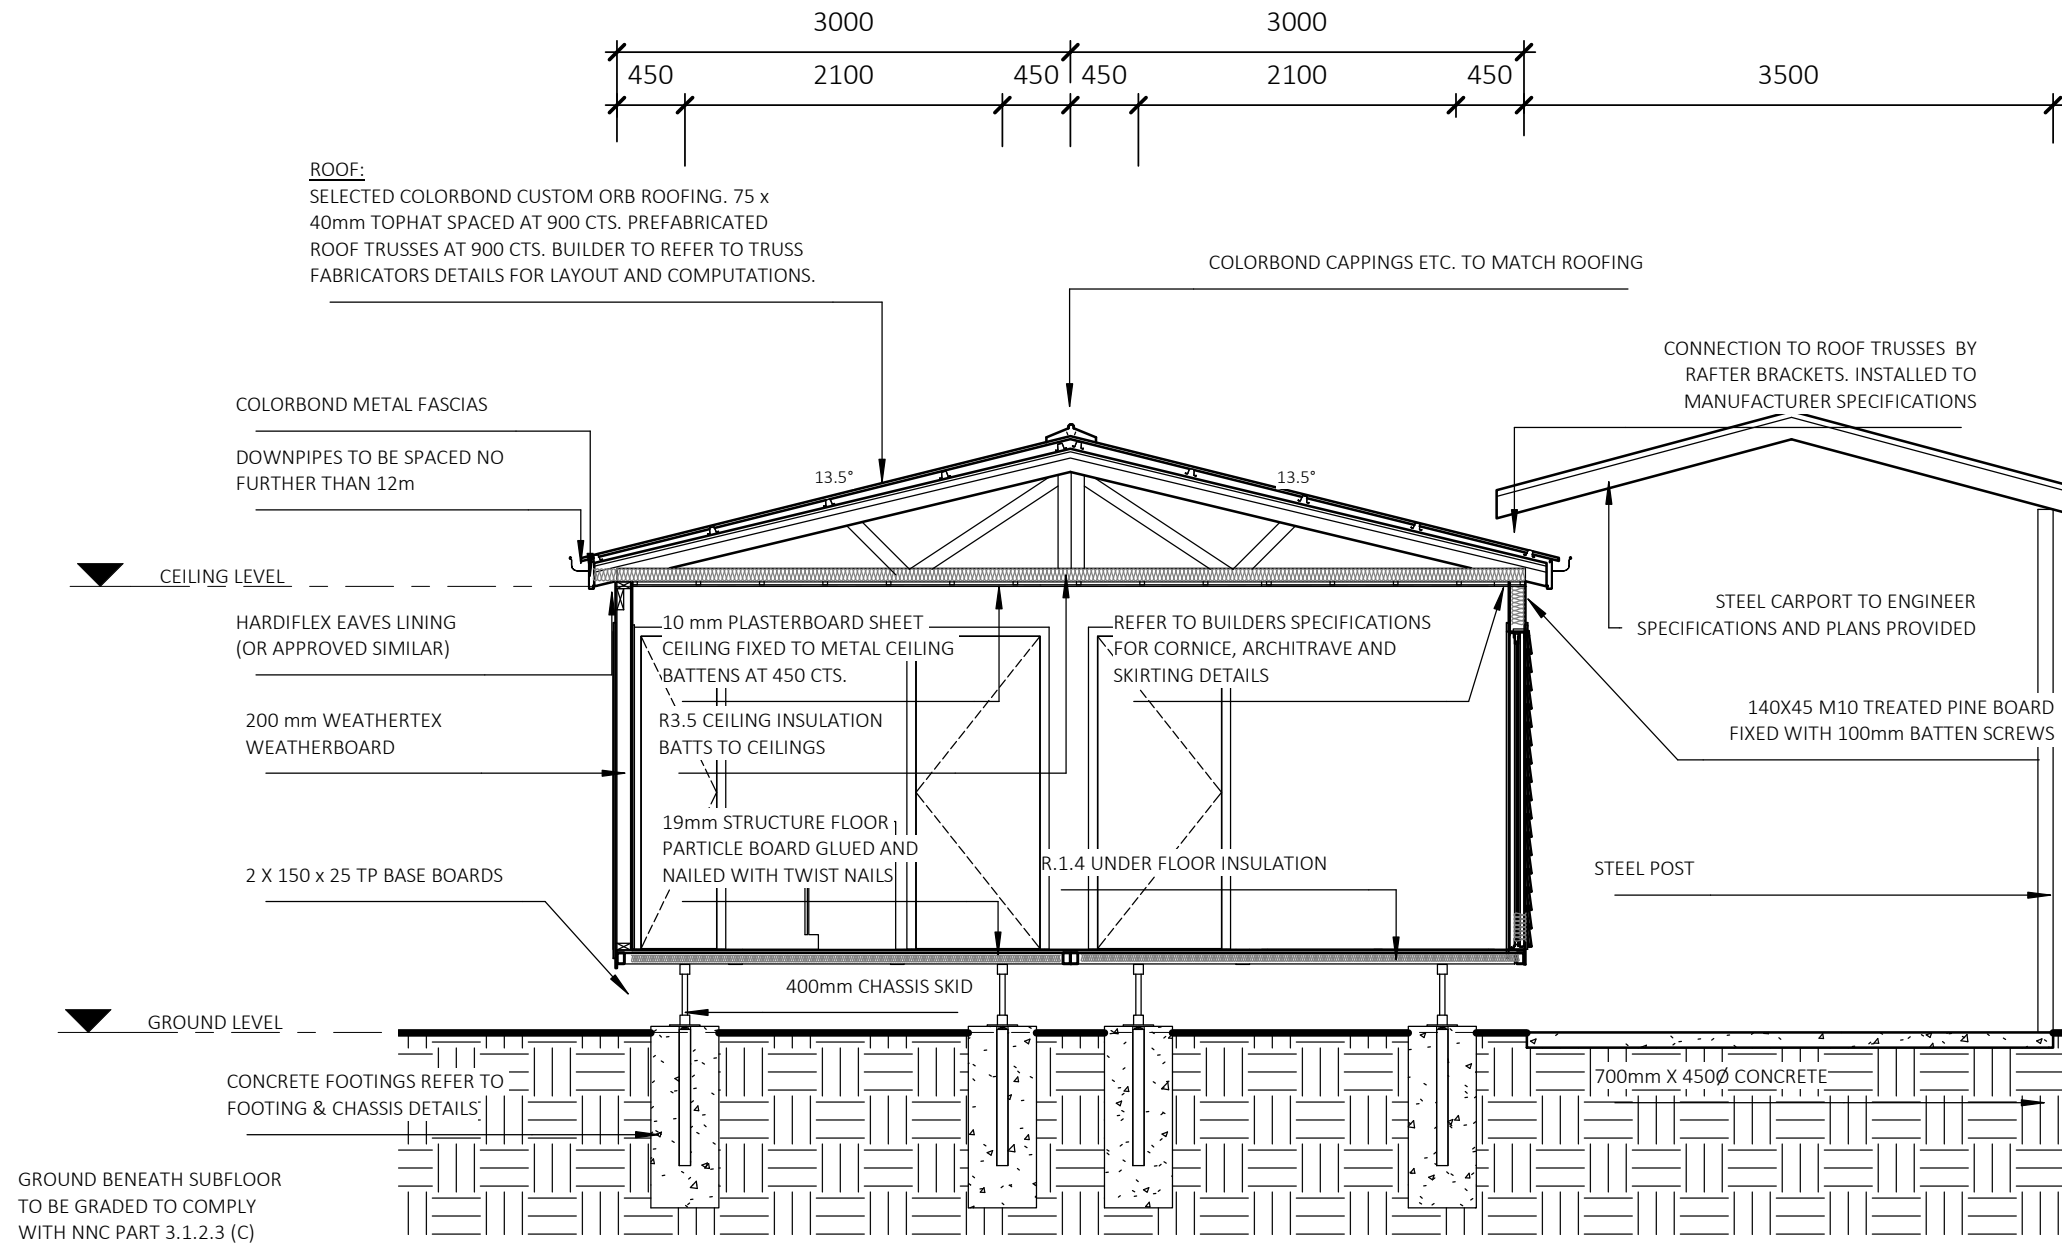 3000 3000
450 2100 450 450 2100 450 3500
ROOF:
SELECTED COLORBOND CUSTOM ORB ROOFING. 75 x
40mm TOPHAT SPACED AT 900 CTS. PREFABRICATED
ROOF TRUSSES AT 900 CTS. BUILDER TO REFER TO TRUSS
FABRICATORS DETAILS FOR LAYOUT AND COMPUTATIONS.
COLORBOND CAPPINGS ETC. TO MATCH ROOFING
CONNECTION TO ROOF TRUSSES BY
RAFTER BRACKETS. INSTALLED TO
MANUFACTURER SPECIFICATIONS
COLORBOND METAL FASCIAS
DOWNPIPES TO BE SPACED NO
FURTHER THAN 12m
13.5° 13.5°
CEILING LEVEL
HARDIFLEX EAVES LINING
(OR APPROVED SIMILAR)
10 mm PLASTERBOARD SHEET
CEILING FIXED TO METAL CEILING
BATTENS AT 450 CTS.
REFER TO BUILDERS SPECIFICATIONS
FOR CORNICE, ARCHITRAVE AND
SKIRTING DETAILS
STEEL CARPORT TO ENGINEER
SPECIFICATIONS AND PLANS PROVIDED
200 mm WEATHERTEX
WEATHERBOARD
R3.5 CEILING INSULATION
BATTS TO CEILINGS
140X45 M10 TREATED PINE BOARD
FIXED WITH 100mm BATTEN SCREWS
19mm STRUCTURE FLOOR
PARTICLE BOARD GLUED AND
NAILED WITH TWIST NAILS
R.1.4 UNDER FLOOR INSULATION
STEEL POST
2 X 150 x 25 TP BASE BOARDS
400mm CHASSIS SKID
GROUND LEVEL
CONCRETE FOOTINGS REFER TO
FOOTING & CHASSIS DETAILS
700mm X 450Ø CONCRETE
GROUND BENEATH SUBFLOOR
TO BE GRADED TO COMPLY
WITH NNC PART 3.1.2.3 (C)